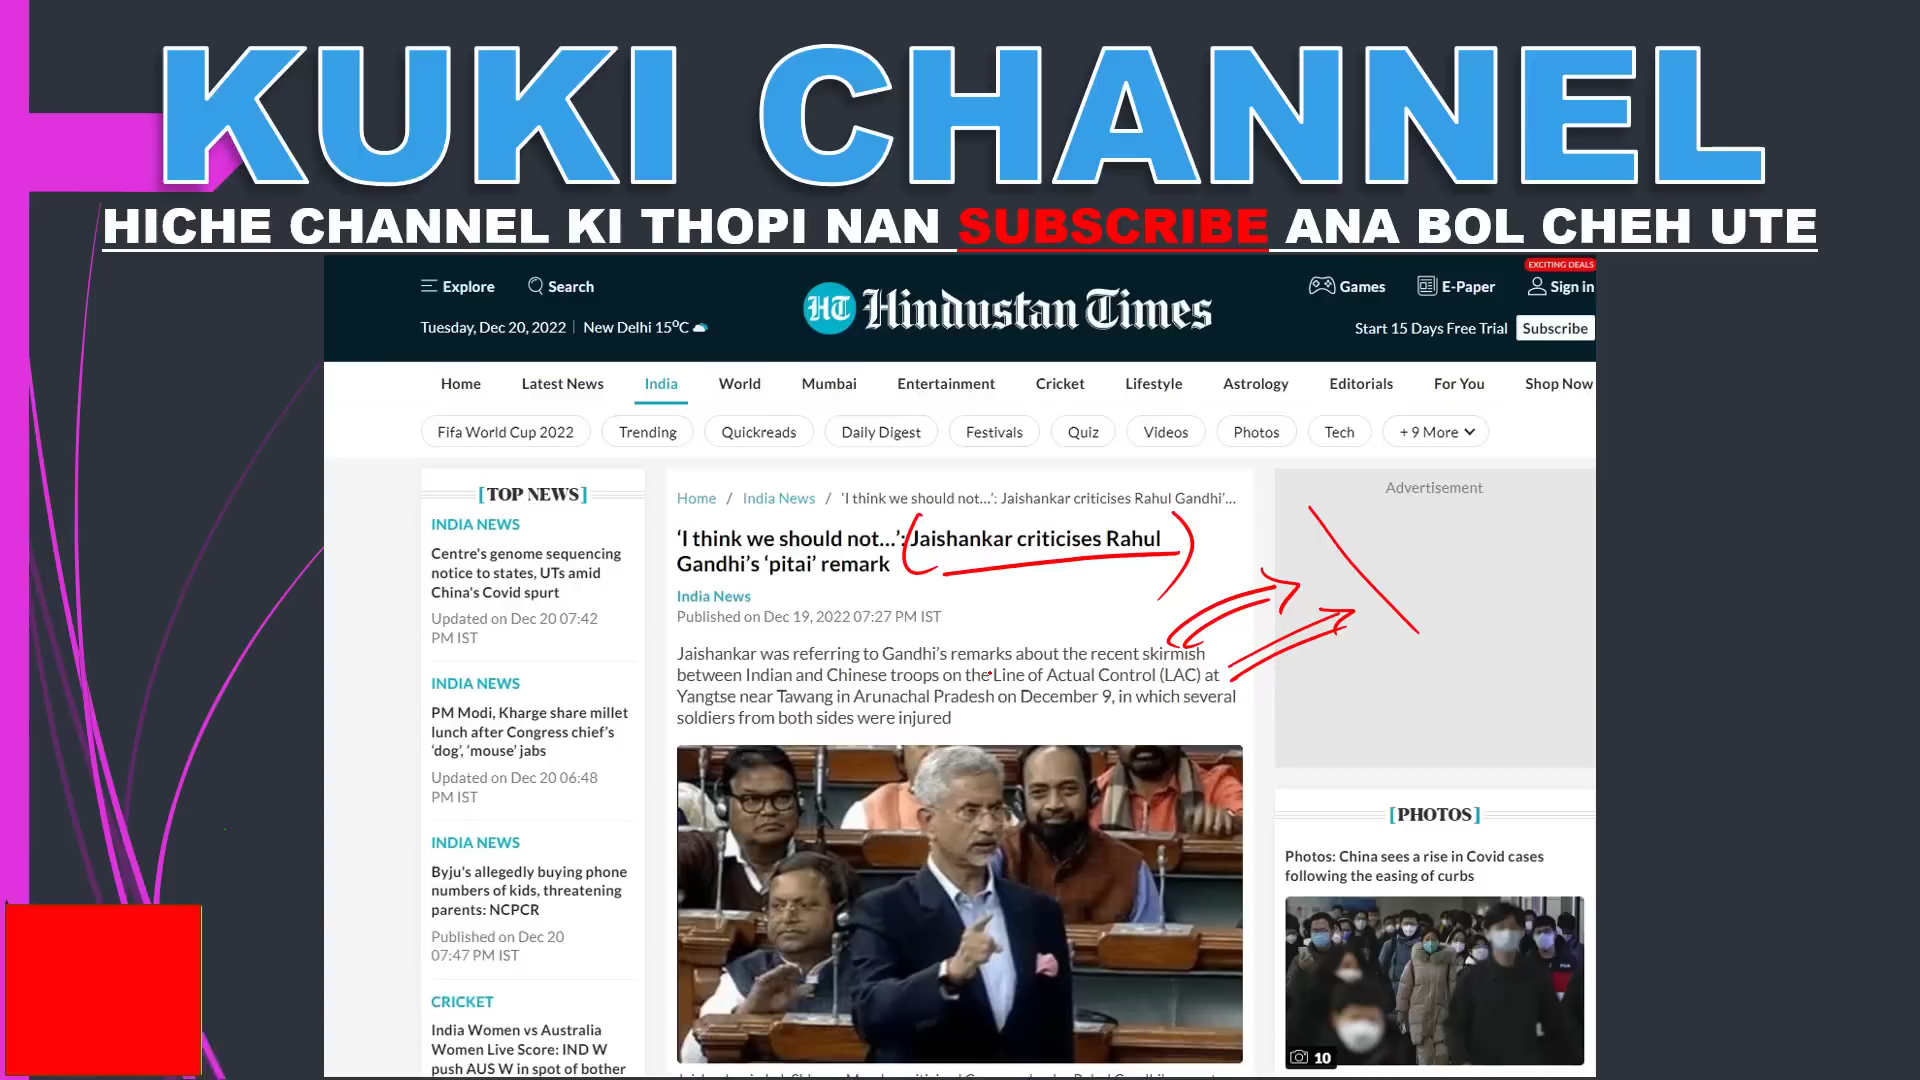 KUKI CHANNEL
HICHE CHANNEL KI THOPI NAN SUBSCRIBE ANA BOL CHEH UTE
Explore
Search
Tuesday, Dec 20, 2022
New Delhi 15°C
HT Hindustan Times
EXCITING DEALS
Games
E-Paper
Sign in
Start 15 Days Free Trial
Subscribe
Home Latest News India World Mumbai Entertainment Cricket Lifestyle Astrology Editorials For You Shop Now
Fifa World Cup 2022 Trending Quickreads Daily Digest Festivals Quiz Videos Photos Tech + 9 More
[TOP NEWS]
INDIA NEWS
Centre's genome sequencing
notice to states, UTs amid
China's Covid spurt
Updated on Dec 20 07:42
PM IST
INDIA NEWS
PM Modi, Kharge share millet
lunch after Congress chief's
'dog', 'mouse' jabs
Updated on Dec 20 06:48
PM IST
INDIA NEWS
Byju's allegedly buying phone
numbers of kids, threatening
parents: NCPCR
Published on Dec 20
07:47 PM IST
CRICKET
India Women vs Australia
Women Live Score: IND W
push AUS W in spot of bother
Home / India News / 'I think we should not…': Jaishankar criticises Rahul Gandhi'…
'I think we should not…': Jaishankar criticises Rahul
Gandhi's 'pitai' remark
India News
Published on Dec 19, 2022 07:27 PM IST
Jaishankar was referring to Gandhi's remarks about the recent skirmish
between Indian and Chinese troops on the Line of Actual Control (LAC) at
Yangtse near Tawang in Arunachal Pradesh on December 9, in which several
soldiers from both sides were injured
Advertisement
[PHOTOS]
Photos: China sees a rise in Covid cases
following the easing of curbs
10